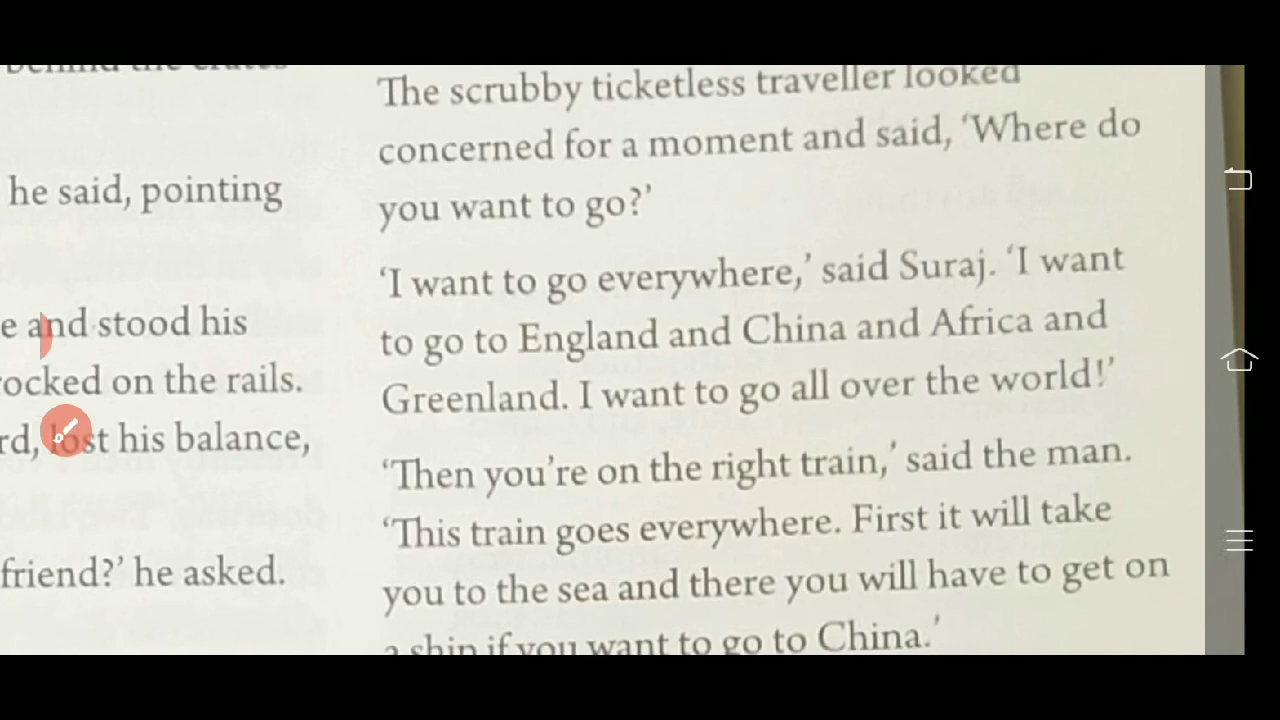 behind the crates
he said, pointing
and stood his
rocked on the rails.
lost his balance,
friend?' he asked.
The scrubby ticketless traveller looked
concerned for a moment and said, 'Where do
you want to go?'
'I want to go everywhere,' said Suraj. 'I want
to go to England and China and Africa and
Greenland. I want to go all over the world!'
'Then you're on the right train,' said the man.
'This train goes everywhere. First it will take
you to the sea and there you will have to get on
a ship if you want to go to China.'